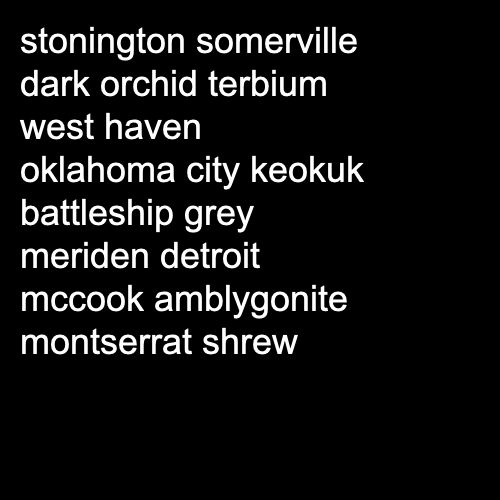 stonington somerville
dark orchid terbium
west haven
oklahoma city keokuk
battleship grey
meriden detroit
mccook amblygonite
montserrat shrew